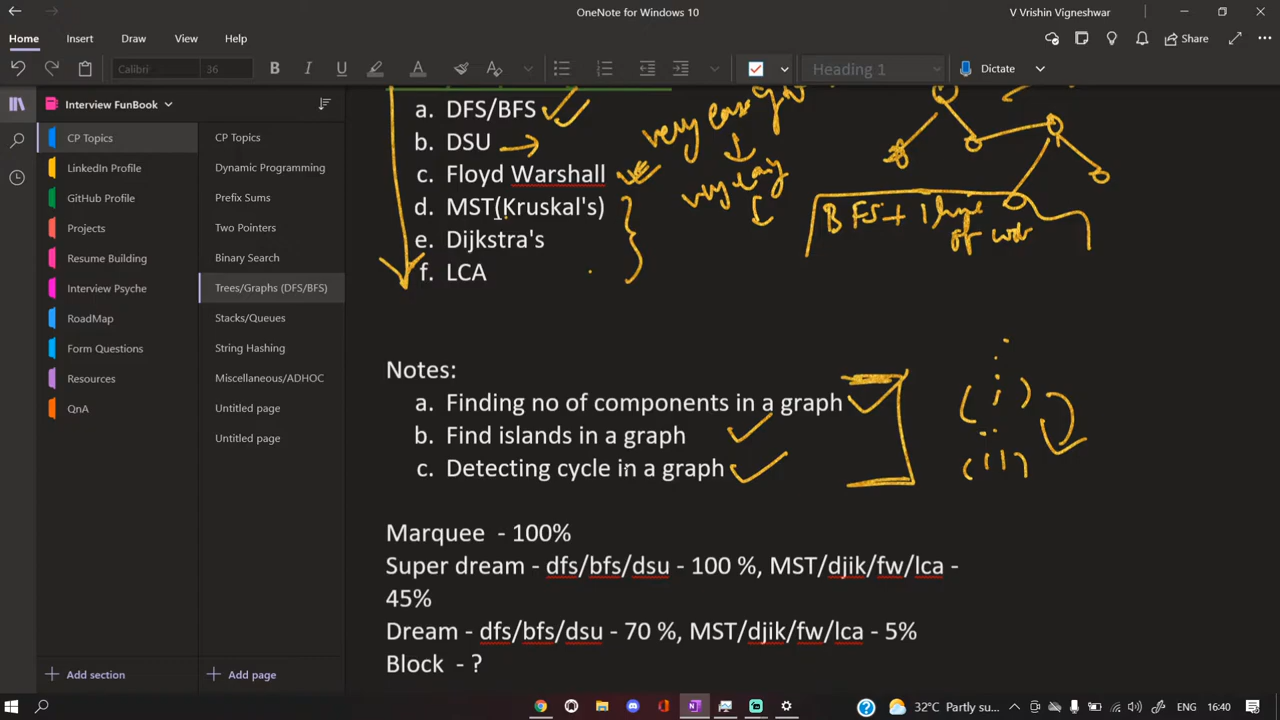 OneNote for Windows 10
V Vrishin Vigneshwar
Home Insert Draw View Help
Share
Calibri 36 B I U A Heading 1 Dictate
Interview FunBook
CP Topics
LinkedIn Profile
GitHub Profile
Projects
Resume Building
Interview Psyche
RoadMap
Form Questions
Resources
QnA
Add section
CP Topics
Dynamic Programming
Prefix Sums
Two Pointers
Binary Search
Trees/Graphs (DFS/BFS)
Stacks/Queues
String Hashing
Miscellaneous/ADHOC
Untitled page
Untitled page
Add page
a. DFS/BFS
b. DSU
c. Floyd Warshall
d. MST(Kruskal's)
e. Dijkstra's
f. LCA
very easy
very easy
BFS + 1 line
of code
Notes:
a. Finding no of components in a graph
b. Find islands in a graph
c. Detecting cycle in a graph
(i)
(ii)
Marquee - 100%
Super dream - dfs/bfs/dsu - 100 %, MST/djik/fw/lca -
45%
Dream - dfs/bfs/dsu - 70 %, MST/djik/fw/lca - 5%
Block - ?
32°C Partly su... ENG 16:40